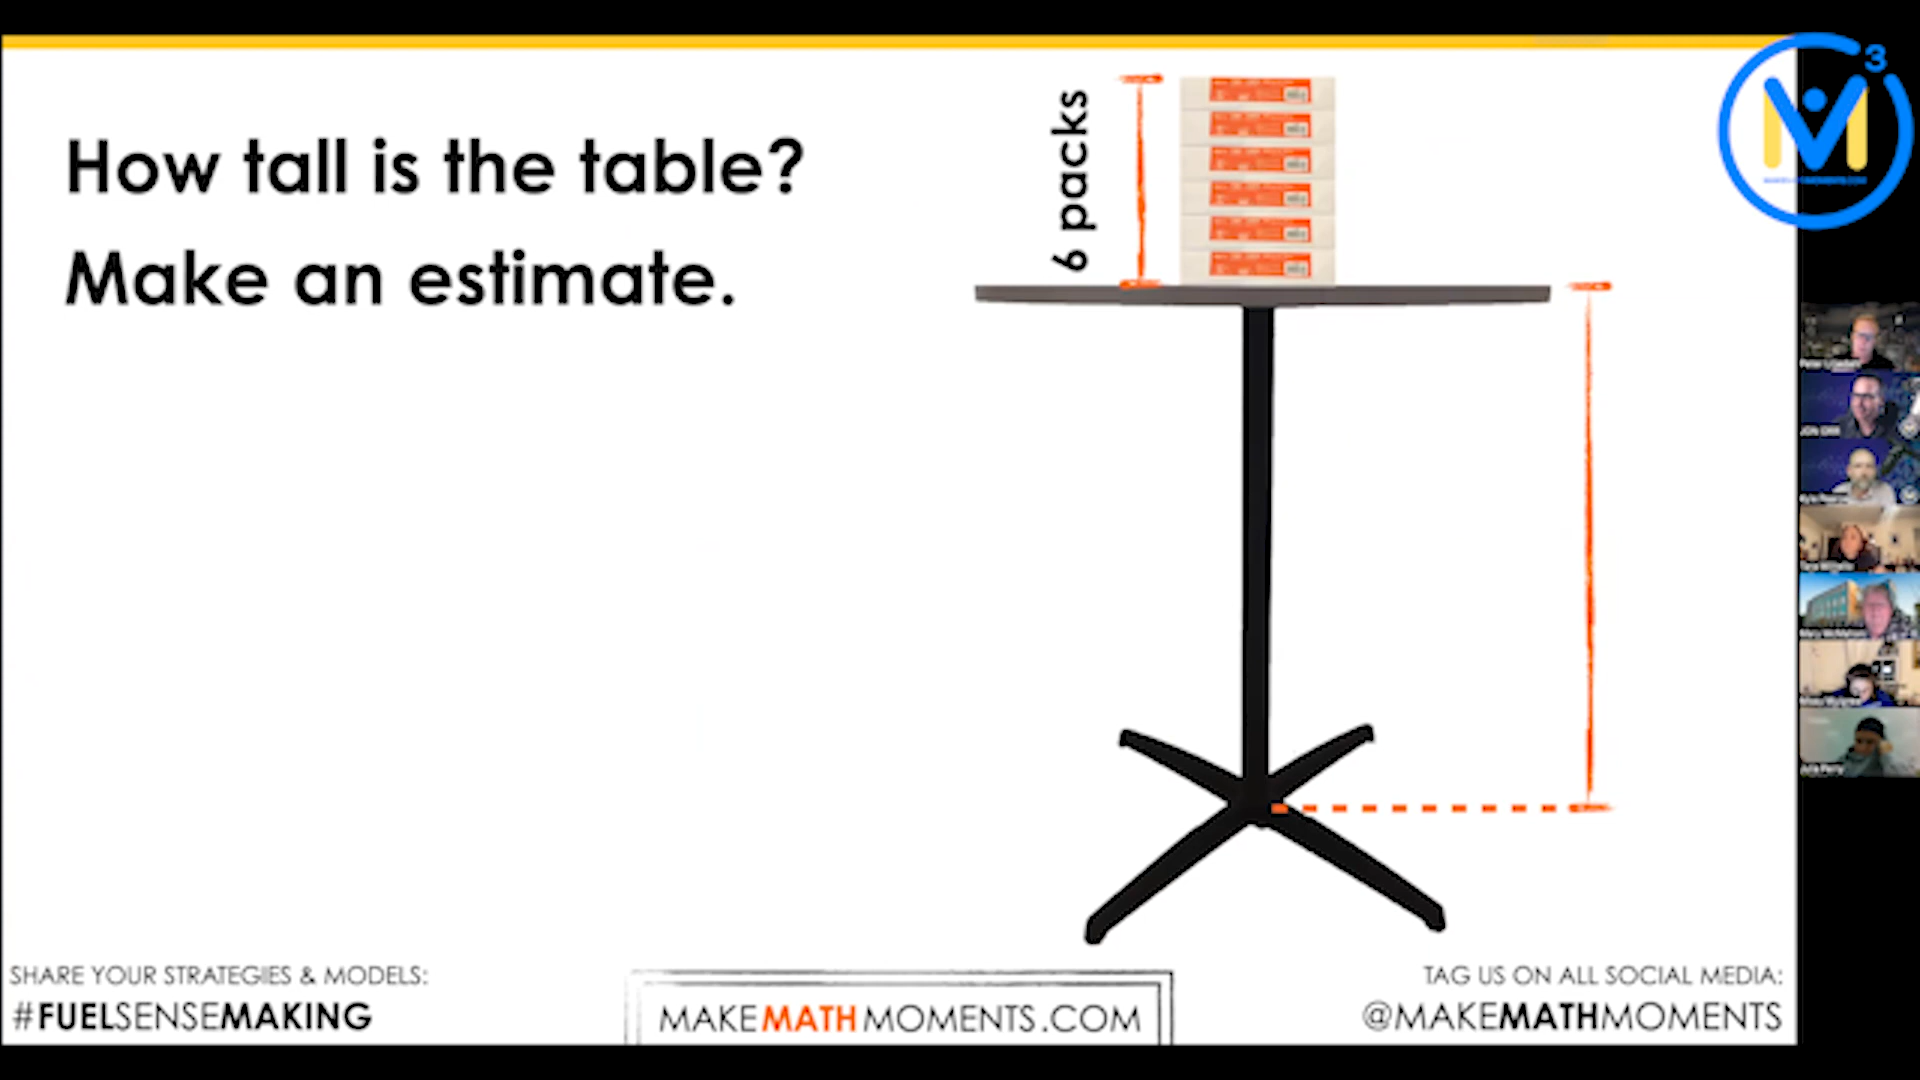 How tall is the table?
Make an estimate.
6 packs
3
SHARE YOUR STRATEGIES & MODELS:
#FUELSENSEMAKING
MAKEMATHMOMENTS.COM
TAG US ON ALL SOCIAL MEDIA:
@MAKEMATHMOMENTS